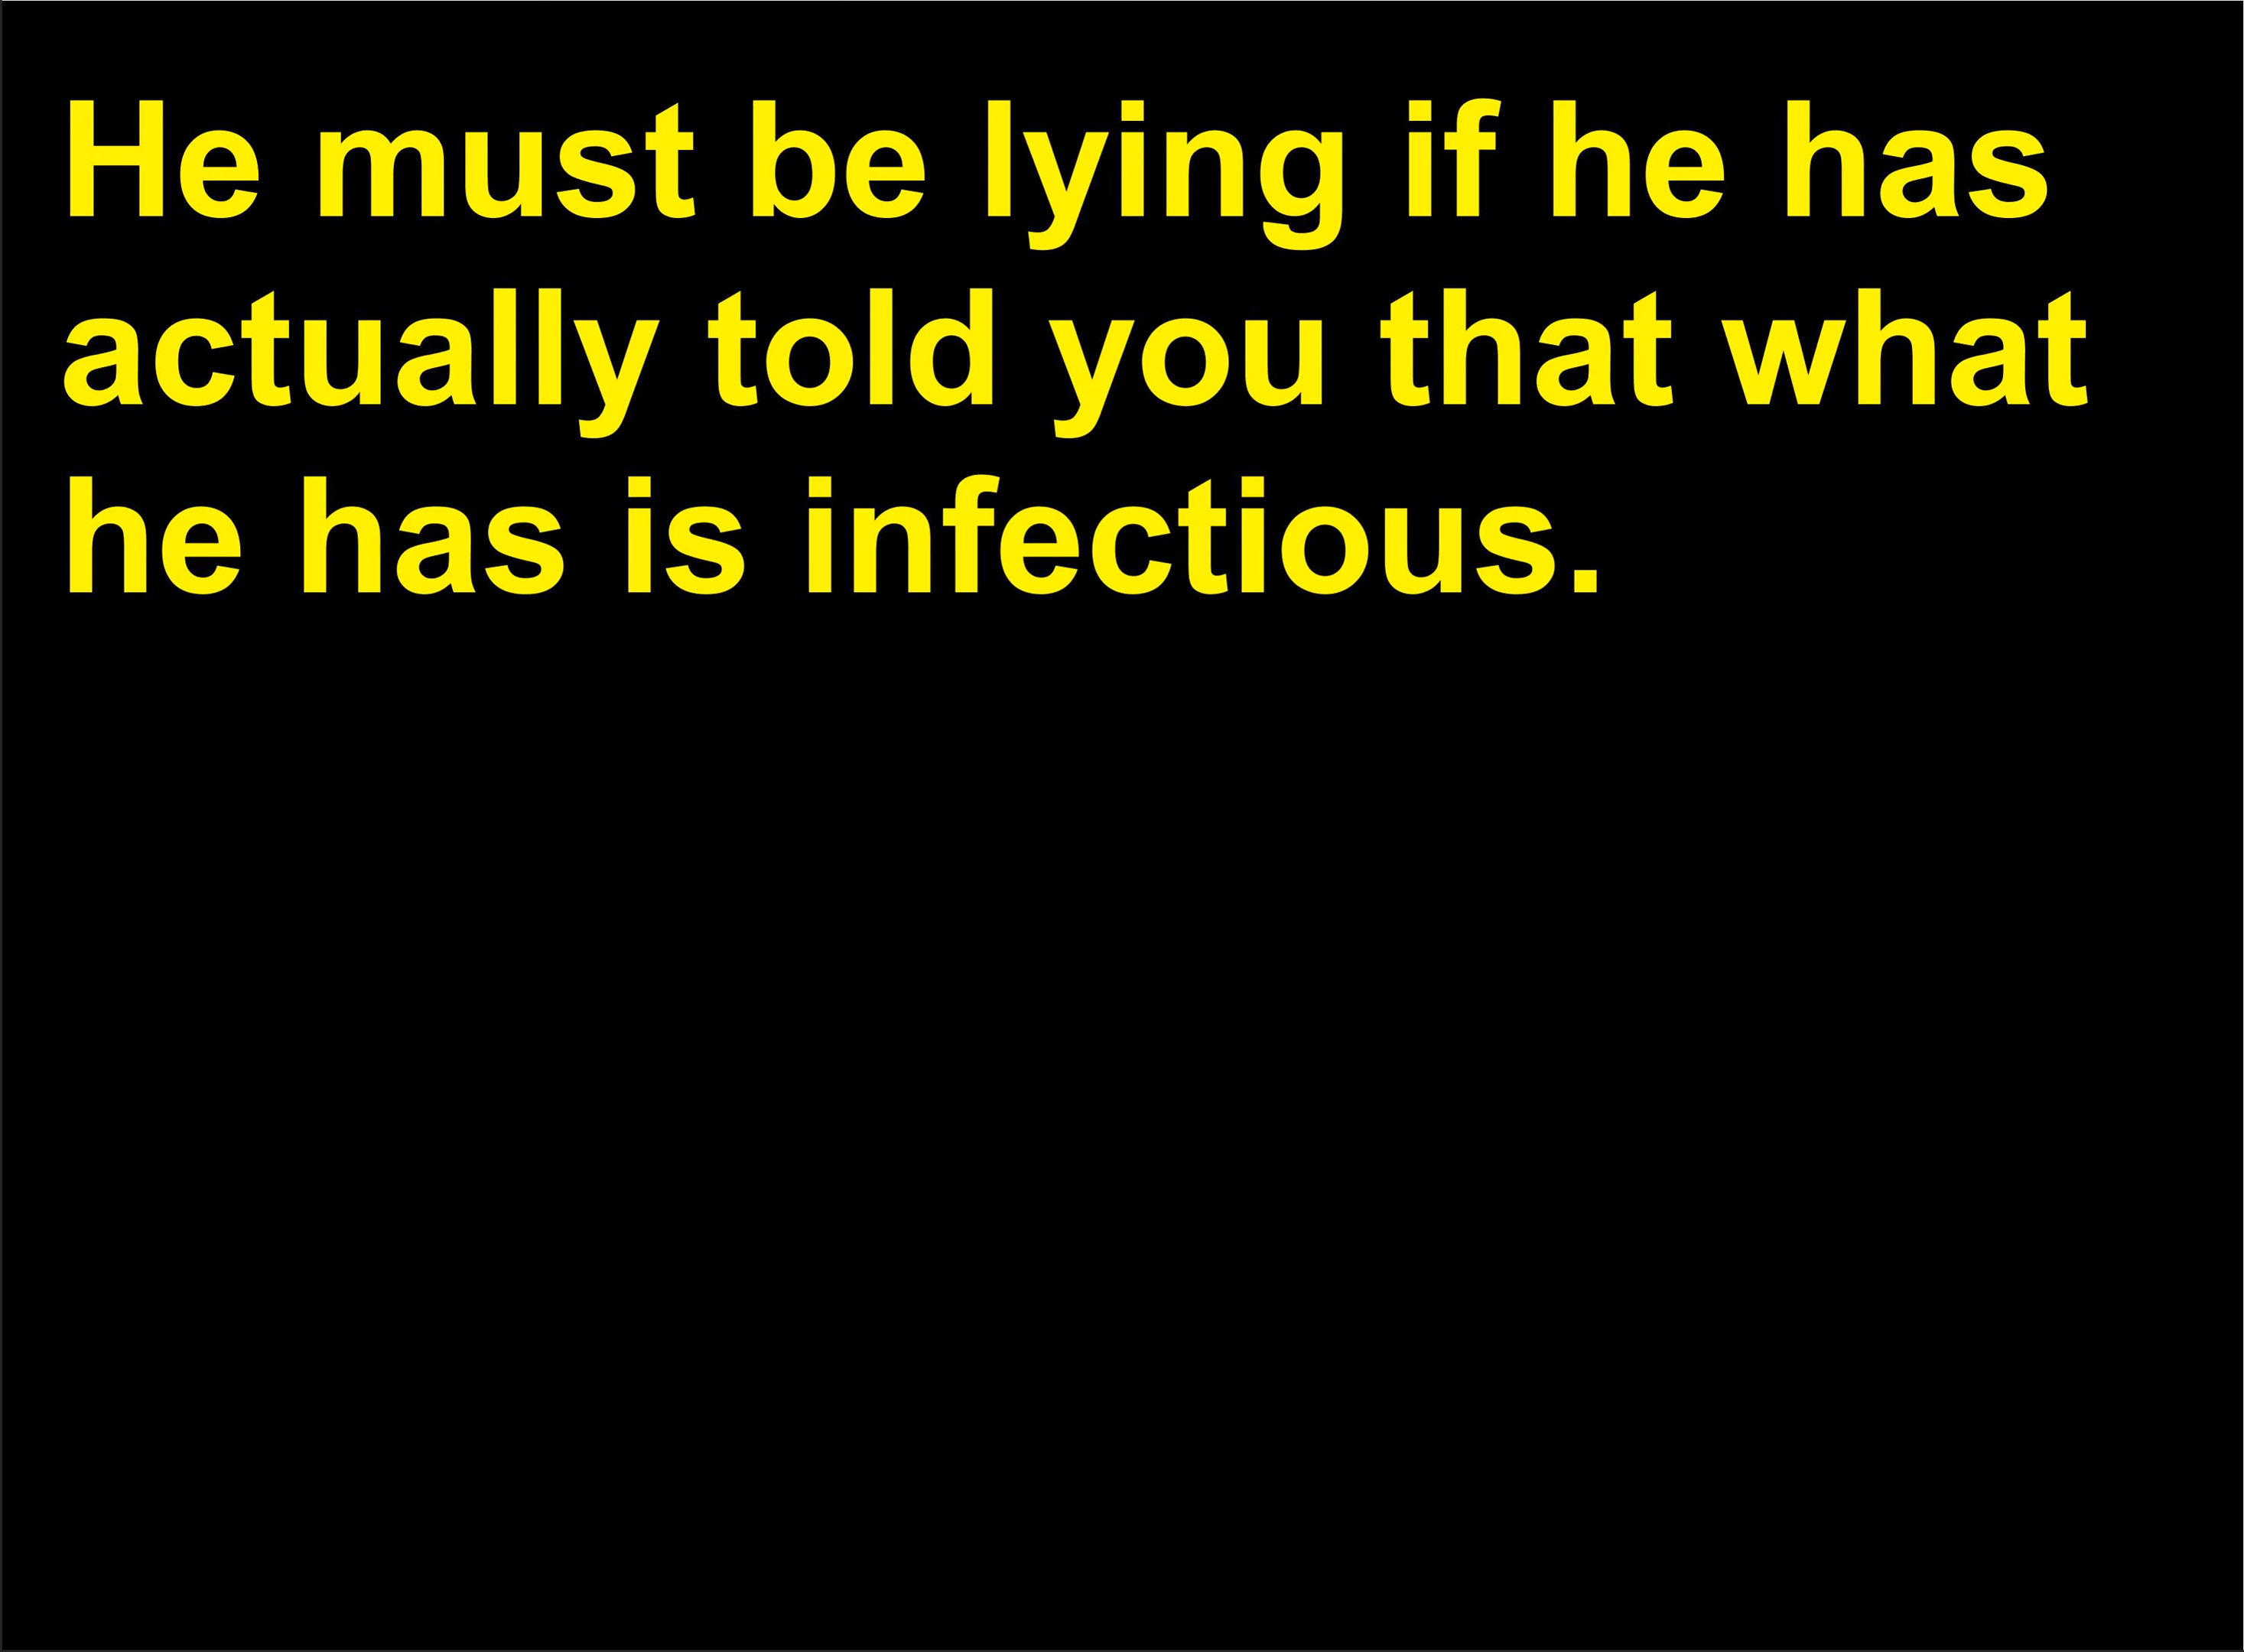 He must be lying if he has
actually told you that what
he has is infectious.